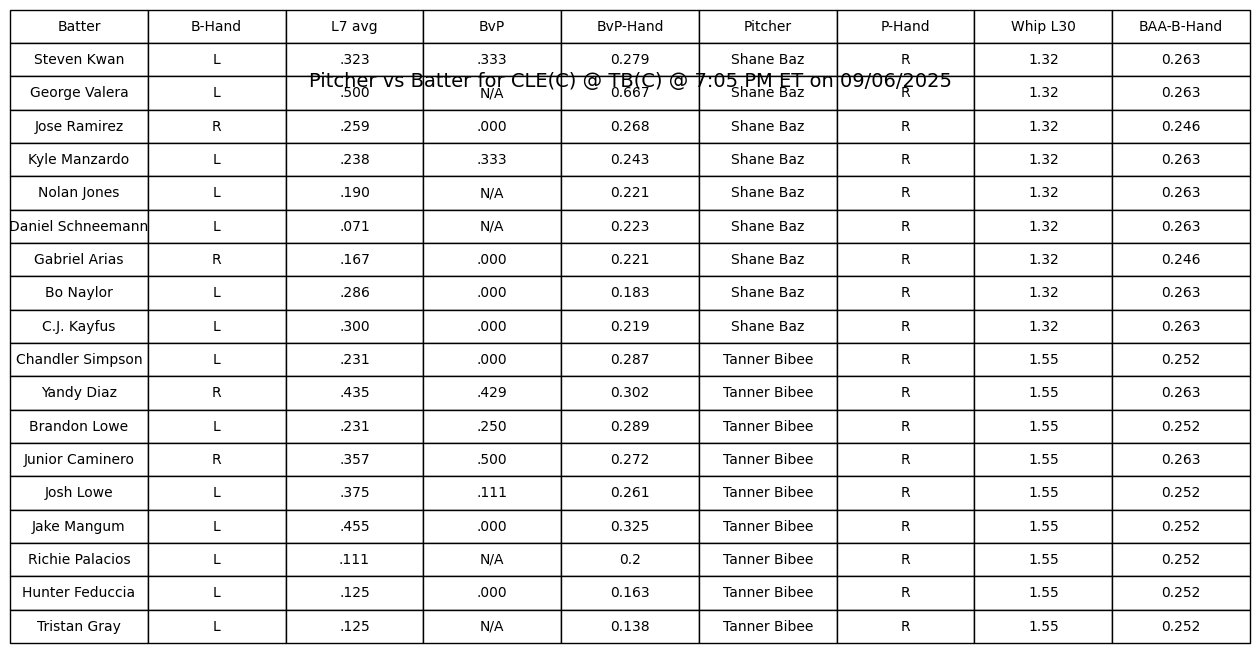 Batter B-Hand L7 avg BvP BvP-Hand Pitcher P-Hand Whip L30 BAA-B-Hand
Steven Kwan L .323 .333 0.279 Shane Baz R 1.32 0.263
Pitcher vs Batter for CLE(C) @ TB(C) @ 7:05 PM ET on 09/06/2025
George Valera L .500 N/A 0.667 Shane Baz R 1.32 0.263
Jose Ramirez R .259 .000 0.268 Shane Baz R 1.32 0.246
Kyle Manzardo L .238 .333 0.243 Shane Baz R 1.32 0.263
Nolan Jones L .190 N/A 0.221 Shane Baz R 1.32 0.263
Daniel Schneemann L .071 N/A 0.223 Shane Baz R 1.32 0.263
Gabriel Arias R .167 .000 0.221 Shane Baz R 1.32 0.246
Bo Naylor L .286 .000 0.183 Shane Baz R 1.32 0.263
C.J. Kayfus L .300 .000 0.219 Shane Baz R 1.32 0.263
Chandler Simpson L .231 .000 0.287 Tanner Bibee R 1.55 0.252
Yandy Diaz R .435 .429 0.302 Tanner Bibee R 1.55 0.263
Brandon Lowe L .231 .250 0.289 Tanner Bibee R 1.55 0.252
Junior Caminero R .357 .500 0.272 Tanner Bibee R 1.55 0.263
Josh Lowe L .375 .111 0.261 Tanner Bibee R 1.55 0.252
Jake Mangum L .455 .000 0.325 Tanner Bibee R 1.55 0.252
Richie Palacios L .111 N/A 0.2 Tanner Bibee R 1.55 0.252
Hunter Feduccia L .125 .000 0.163 Tanner Bibee R 1.55 0.252
Tristan Gray L .125 N/A 0.138 Tanner Bibee R 1.55 0.252